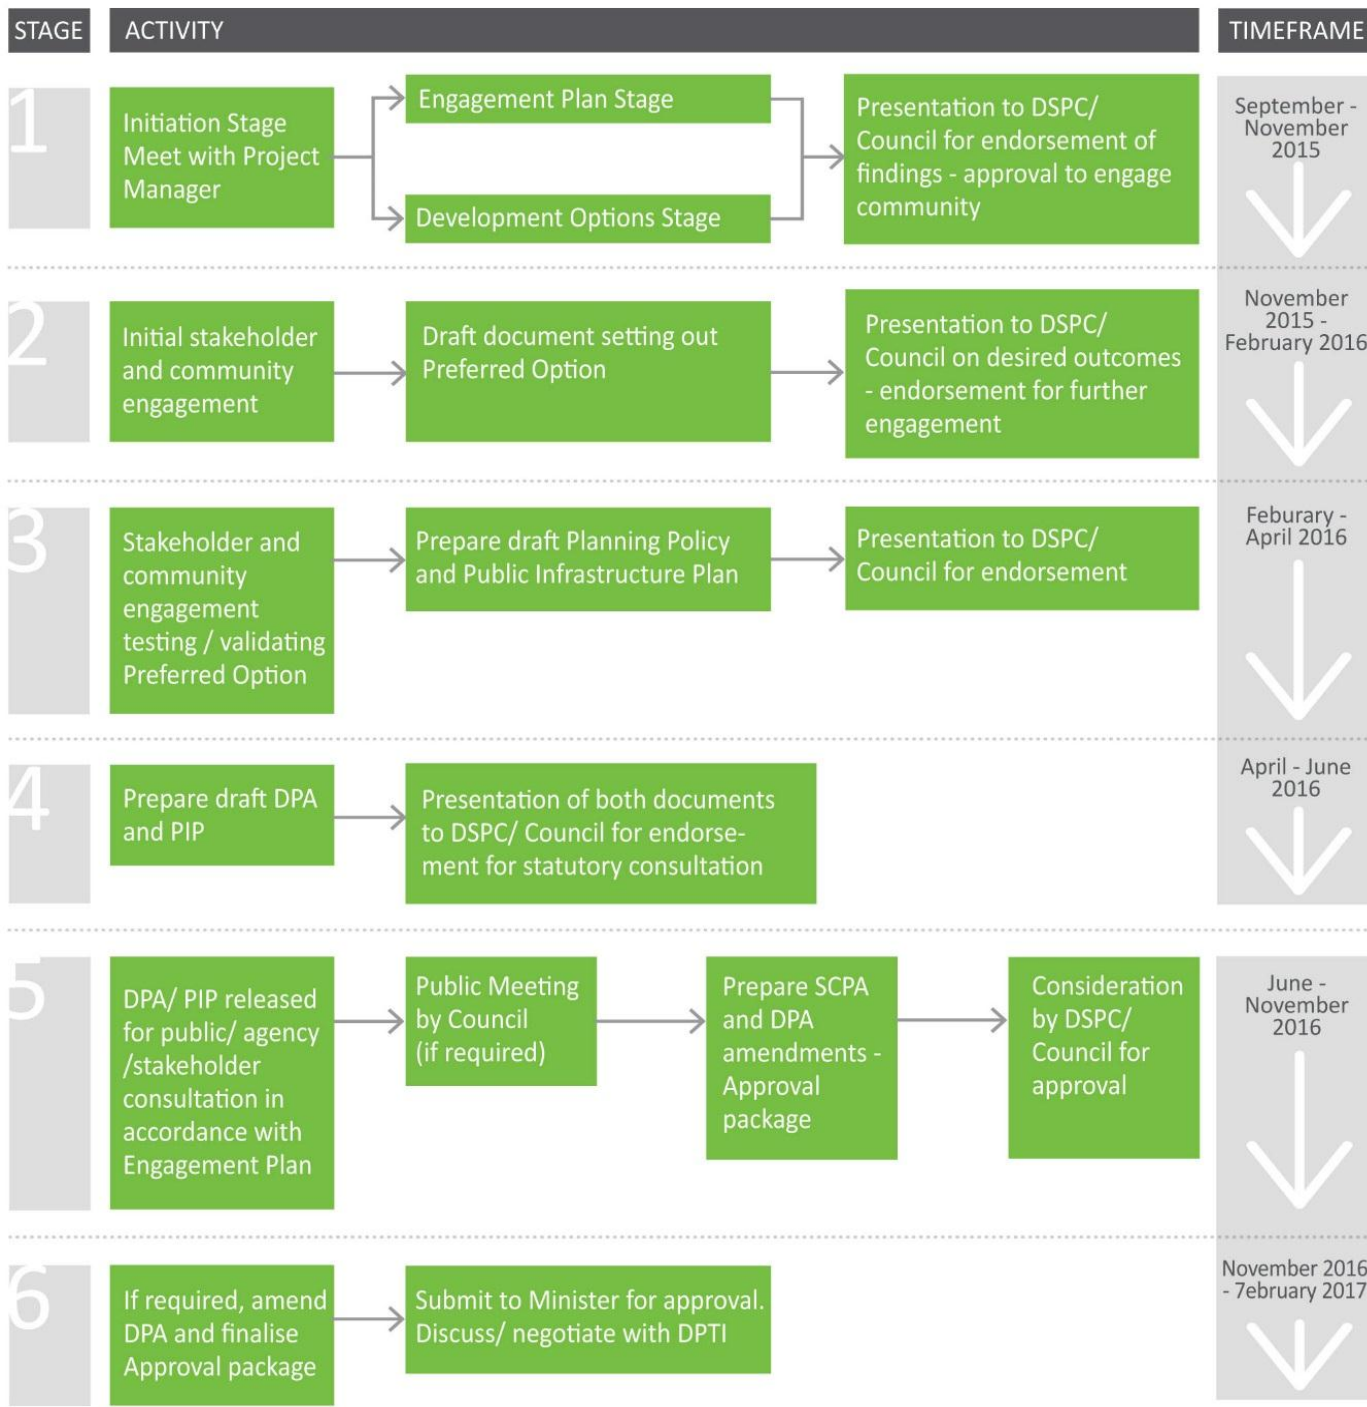 STAGE
ACTIVITY
TIMEFRAME
1
Initiation Stage
Meet with Project
Manager
Engagement Plan Stage
Development Options Stage
Presentation to DSPC/
Council for endorsement of
findings - approval to engage
community
September -
November
2015
2
Initial stakeholder
and community
engagement
Draft document setting out
Preferred Option
Presentation to DSPC/
Council on desired outcomes
- endorsement for further
engagement
November
2015 -
February 2016
3
Stakeholder and
community
engagement
testing / validating
Preferred Option
Prepare draft Planning Policy
and Public Infrastructure Plan
Presentation to DSPC/
Council for endorsement
Feburary -
April 2016
4
Prepare draft DPA
and PIP
Presentation of both documents
to DSPC/ Council for endorse-
ment for statutory consultation
April - June
2016
5
DPA/ PIP released
for public/ agency
/stakeholder
consultation in
accordance with
Engagement Plan
Public Meeting
by Council
(if required)
Prepare SCPA
and DPA
amendments -
Approval
package
Consideration
by DSPC/
Council for
approval
June -
November
2016
6
If required, amend
DPA and finalise
Approval package
Submit to Minister for approval.
Discuss/ negotiate with DPTI
November 2016
- 7ebruary 2017